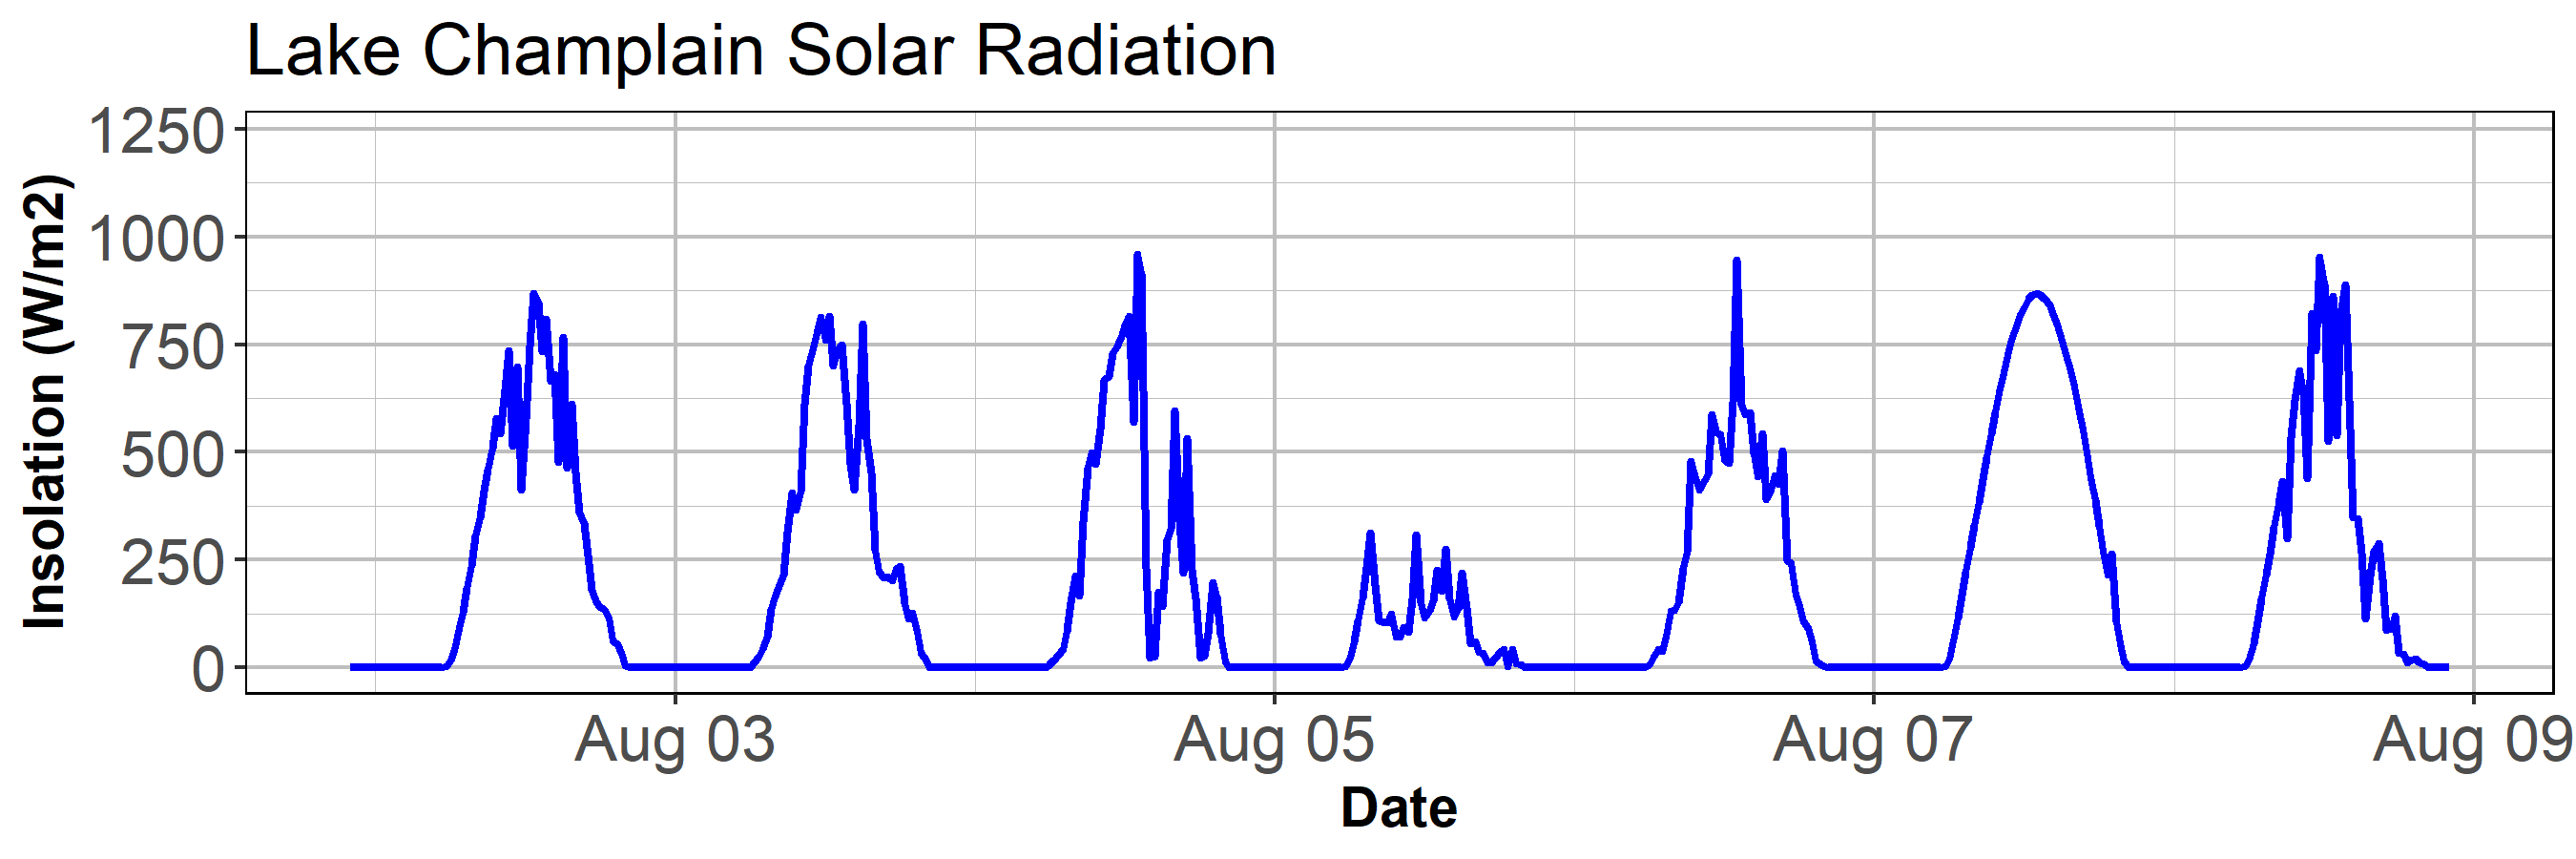 Lake Champlain Solar Radiation
1250
1000
750
500
250
0
Insolation (W/m2)
Aug 03
Aug 05
Aug 07
Aug 09
Date